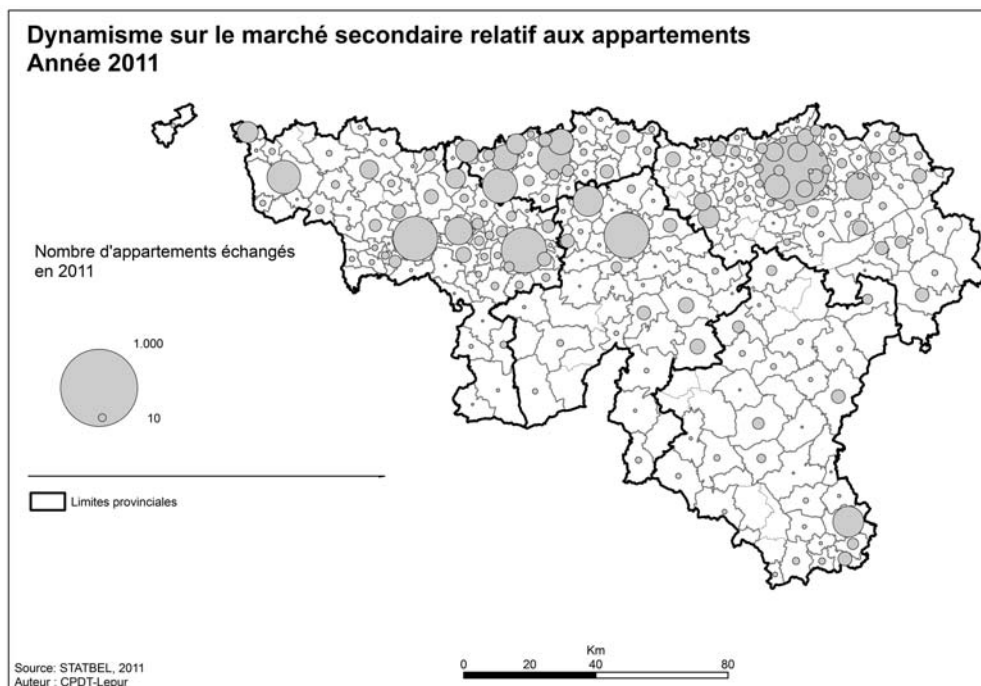 Dynamisme sur le marché secondaire relatif aux appartements
Année 2011
Nombre d'appartements échangés
en 2011
1.000
10
Limites provinciales
Source: STATBEL, 2011
Auteur : CPDT-Lepur
Km
0 20 40 80